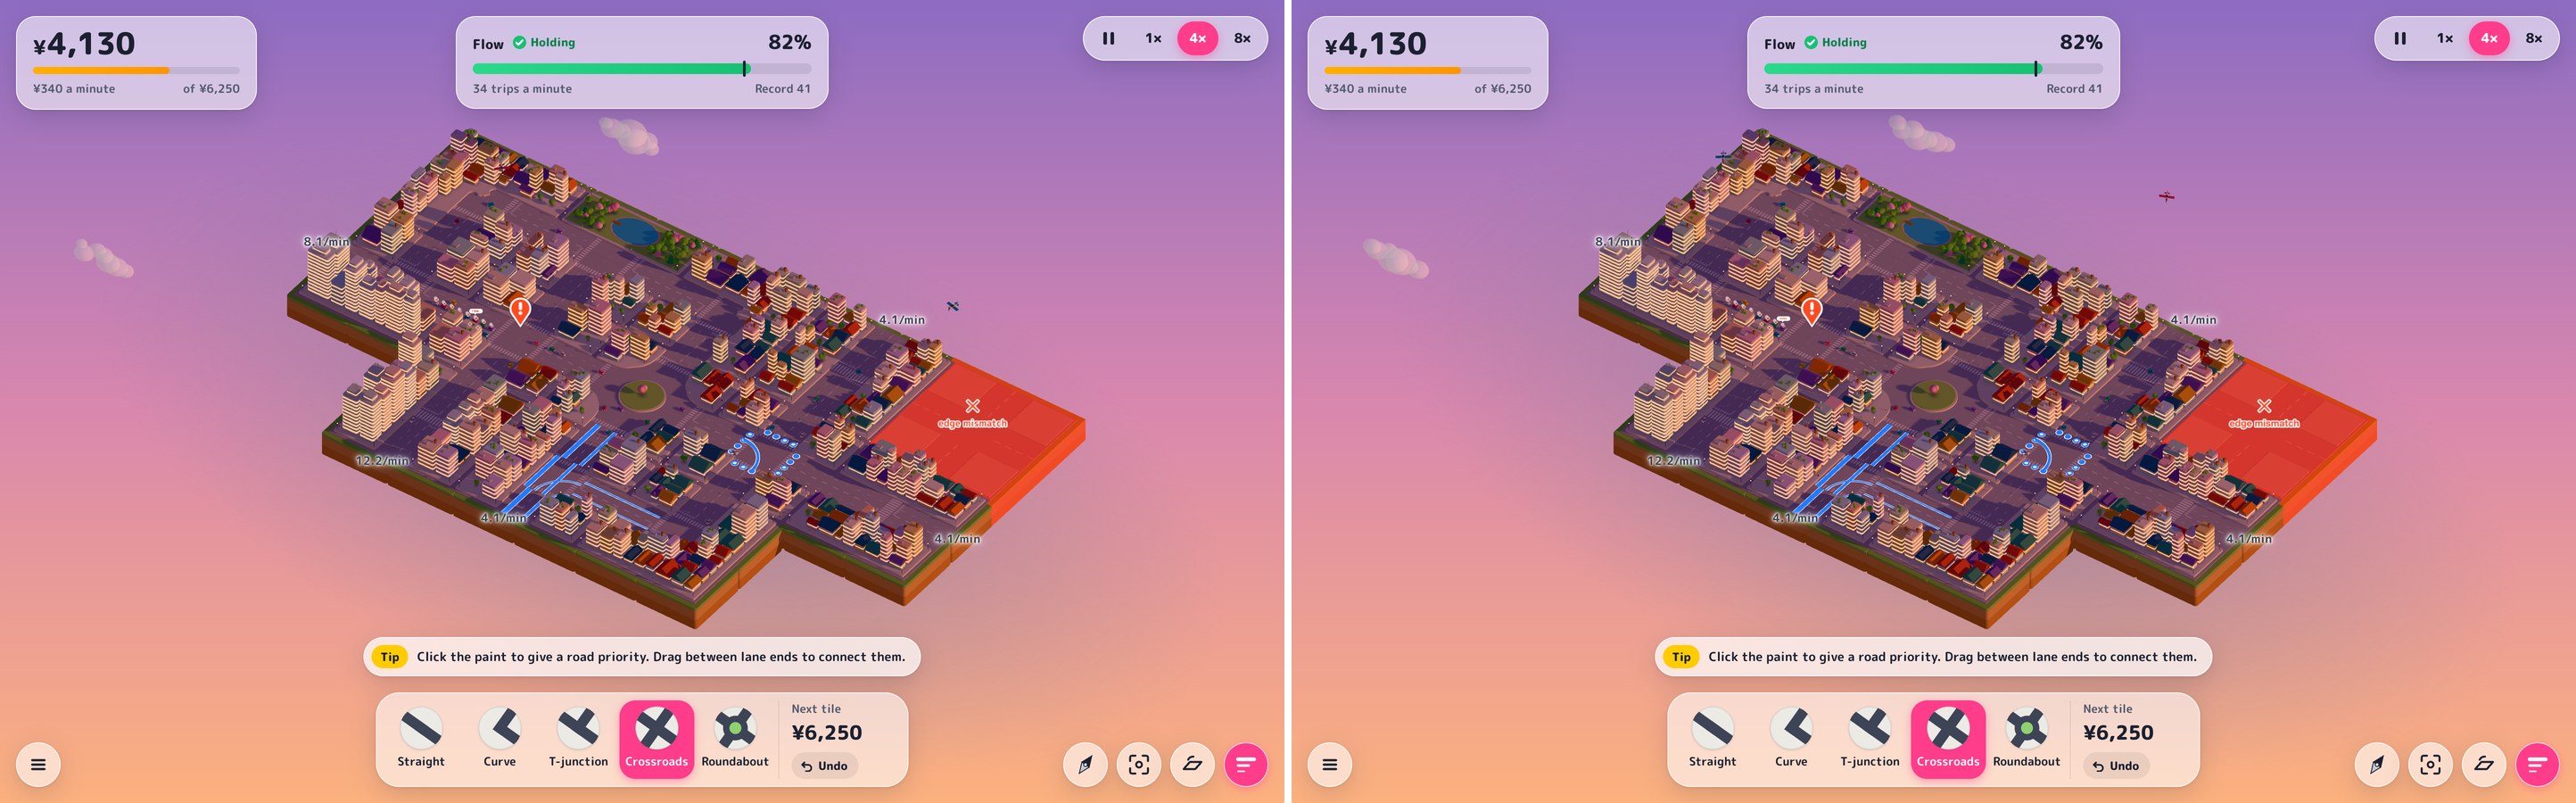 ¥4,130
¥340 a minute of ¥6,250
Flow Holding 82%
34 trips a minute Record 41
1× 4× 8×
8.1/min
4.1/min
edge mismatch
12.2/min
4.1/min
4.1/min
Tip Click the paint to give a road priority. Drag between lane ends to connect them.
Straight Curve T-junction Crossroads Roundabout
Next tile
¥6,250
Undo
¥4,130
¥340 a minute of ¥6,250
Flow Holding 82%
34 trips a minute Record 41
1× 4× 8×
8.1/min
4.1/min
edge mismatch
12.2/min
4.1/min
4.1/min
Tip Click the paint to give a road priority. Drag between lane ends to connect them.
Straight Curve T-junction Crossroads Roundabout
Next tile
¥6,250
Undo